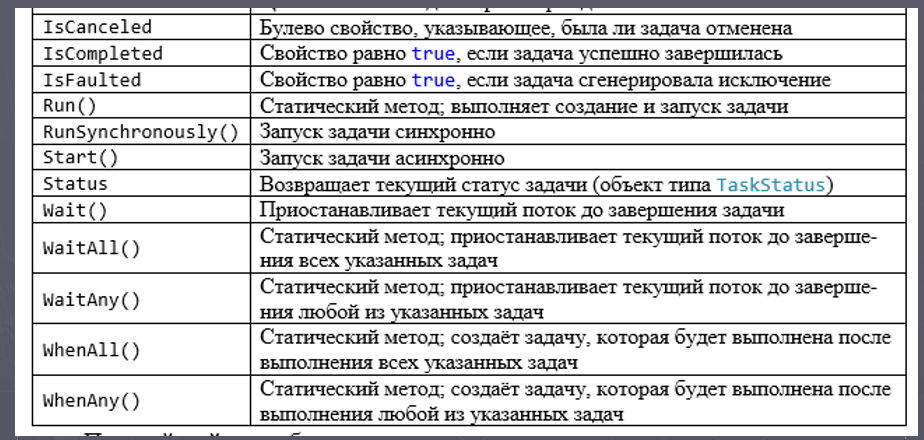 IsCanceled Булево свойство, указывающее, была ли задача отменена
IsCompleted Свойство равно true, если задача успешно завершилась
IsFaulted Свойство равно true, если задача сгенерировала исключение
Run() Статический метод; выполняет создание и запуск задачи
RunSynchronously() Запуск задачи синхронно
Start() Запуск задачи асинхронно
Status Возвращает текущий статус задачи (объект типа TaskStatus)
Wait() Приостанавливает текущий поток до завершения задачи
WaitAll() Статический метод; приостанавливает текущий поток до заверше-
ния всех указанных задач
WaitAny() Статический метод; приостанавливает текущий поток до заверше-
ния любой из указанных задач
WhenAll() Статический метод; создаёт задачу, которая будет выполнена после
выполнения всех указанных задач
WhenAny() Статический метод; создаёт задачу, которая будет выполнена после
выполнения любой из указанных задач